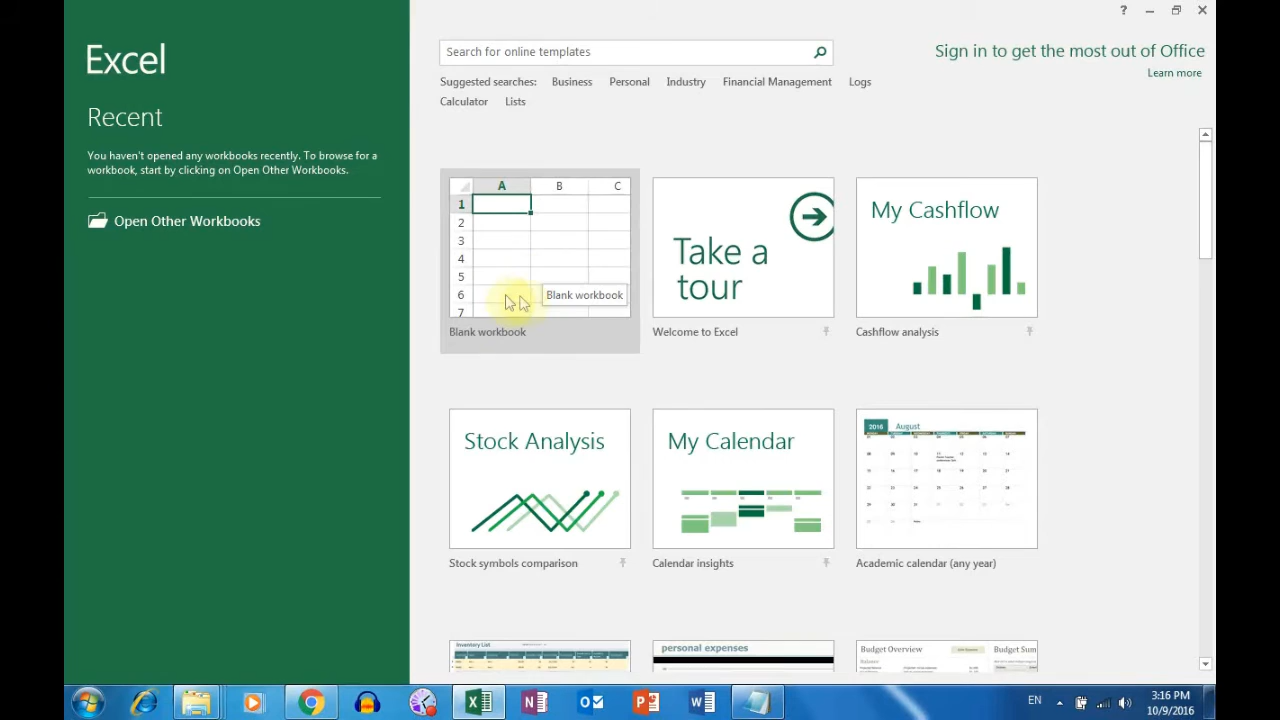 Excel
Recent
You haven't opened any workbooks recently. To browse for a
workbook, start by clicking on Open Other Workbooks.
Open Other Workbooks
?
Search for online templates
Sign in to get the most out of Office
Learn more
Suggested searches: Business Personal Industry Financial Management Logs
Calculator Lists
A B C
1
2
3
4
5
6
7
Blank workbook
Blank workbook
Take a
tour
Welcome to Excel
My Cashflow
Cashflow analysis
Stock Analysis
Stock symbols comparison
My Calendar
Calendar insights
2016 August
Academic calendar (any year)
Inventory List
personal expenses
Budget Overview
Budget Sum
EN
3:16 PM
10/9/2016